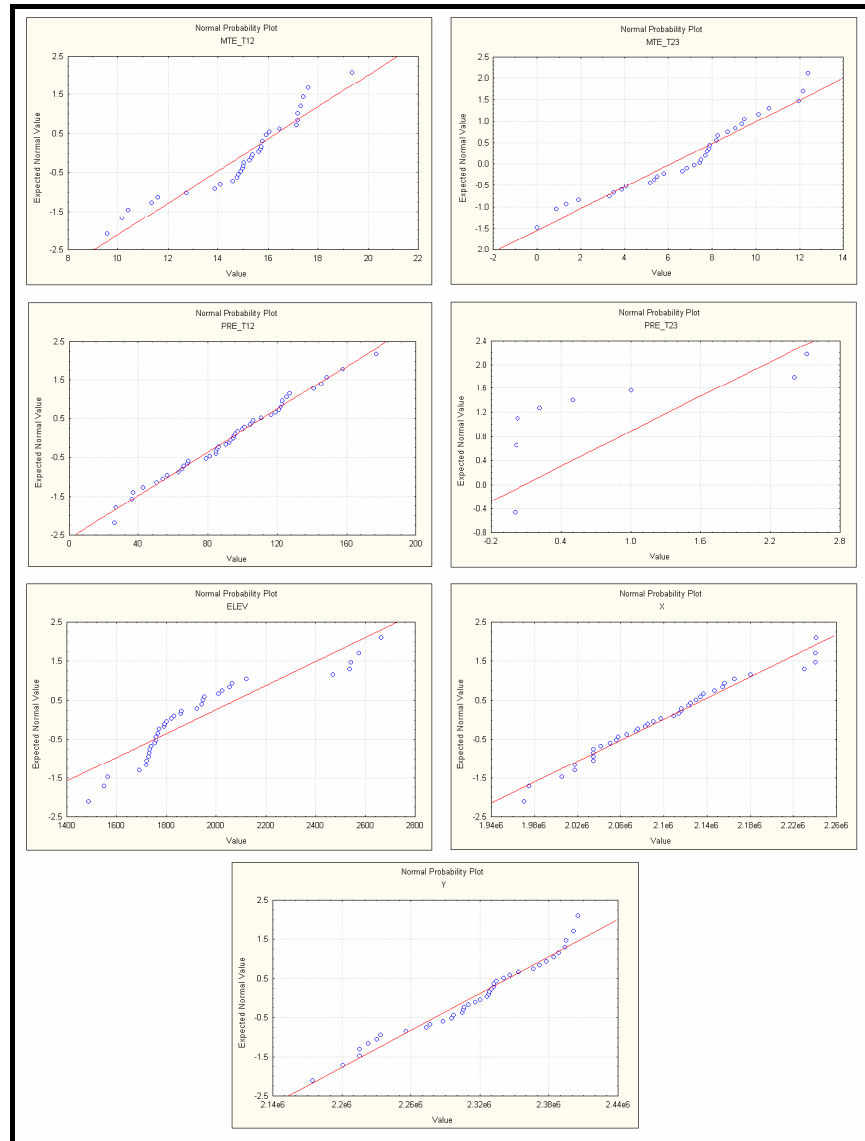 Normal Probability Plot
MTE_T12
2.5
1.5
0.5
-0.5
-1.5
-2.5
8 10 12 14 16 18 20 22
Expected Normal Value
Value
Normal Probability Plot
MTE_T23
2.5
2.0
1.5
1.0
0.5
0.0
-0.5
-1.0
-1.5
2.0
-2 0 2 4 6 8 10 12 14
Expected Normal Value
Value
Normal Probability Plot
PRE_T12
2.5
1.5
0.5
-0.5
-1.5
-2.5
0 40 80 120 160 200
Expected Normal Value
Value
Normal Probability Plot
PRE_T23
2.4
2.0
1.6
1.2
0.8
0.4
0.0
-0.4
-0.8
-0.2 0.4 1.0 1.6 2.2 2.8
Expected Normal Value
Value
Normal Probability Plot
ELEV
2.5
1.5
0.5
-0.5
-1.5
-2.5
1400 1600 1800 2000 2200 2400 2600 2800
Expected Normal Value
Value
Normal Probability Plot
X
2.5
1.5
0.5
-0.5
-1.5
-2.5
1.94e6 1.98e6 2.02e6 2.06e6 2.1e6 2.14e6 2.18e6 2.22e6 2.26e6
Expected Normal Value
Value
Normal Probability Plot
Y
2.5
1.5
0.5
-0.5
-1.5
-2.5
2.14e6 2.2e6 2.26e6 2.32e6 2.38e6 2.44e6
Expected Normal Value
Value